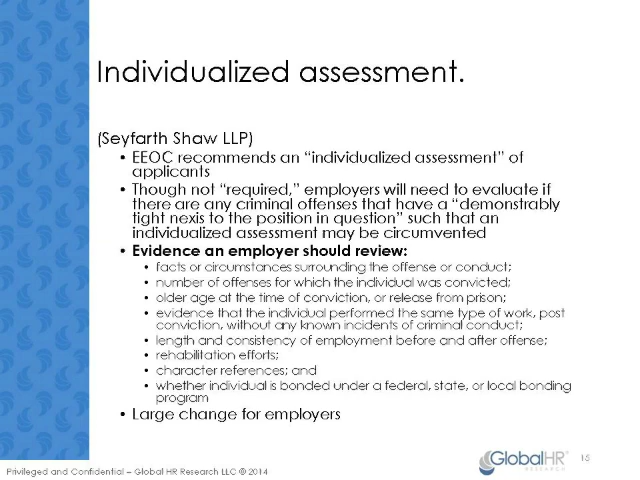 Individualized assessment.
(Seyfarth Shaw LLP)
• EEOC recommends an “individualized assessment” of
applicants
• Though not “required,” employers will need to evaluate if
there are any criminal offenses that have a “demonstrably
tight nexis to the position in question” such that an
individualized assessment may be circumvented
• Evidence an employer should review:
• facts or circumstances surrounding the offense or conduct;
• number of offenses for which the individual was convicted;
• older age at the time of conviction, or release from prison;
• evidence that the individual performed the same type of work, post
conviction, without any known incidents of criminal conduct;
• length and consistency of employment before and after offense;
• rehabilitation efforts;
• character references; and
• whether individual is bonded under a federal, state, or local bonding
program
• Large change for employers
GlobalHR
RESEARCH
15
Privileged and Confidential – Global HR Research LLC © 2014